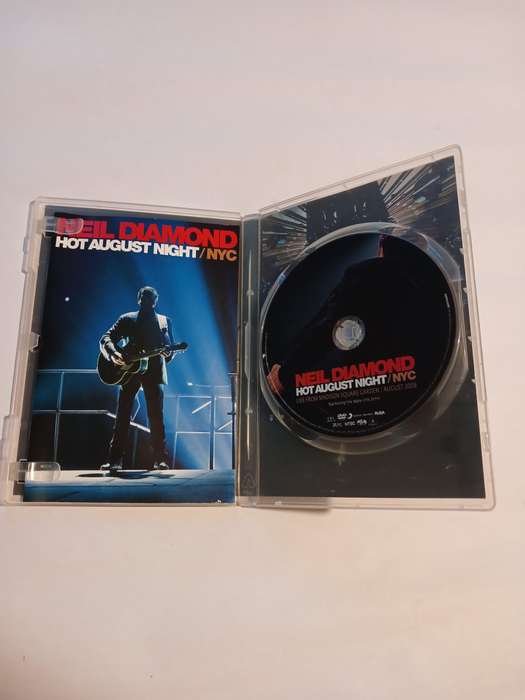 NEIL DIAMOND
HOT AUGUST NIGHT / NYC
NEIL DIAMOND
HOT AUGUST NIGHT / NYC
LIVE FROM MADISON SQUARE GARDEN / AUGUST 2008
NTSC